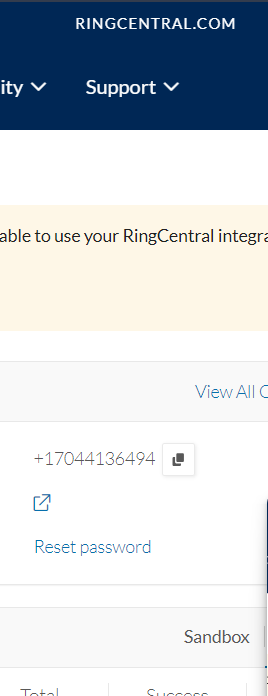 RINGCENTRAL.COM
ity Support
able to use your RingCentral integra
View All
+17044136494
Reset password
Sandbox
Total Success